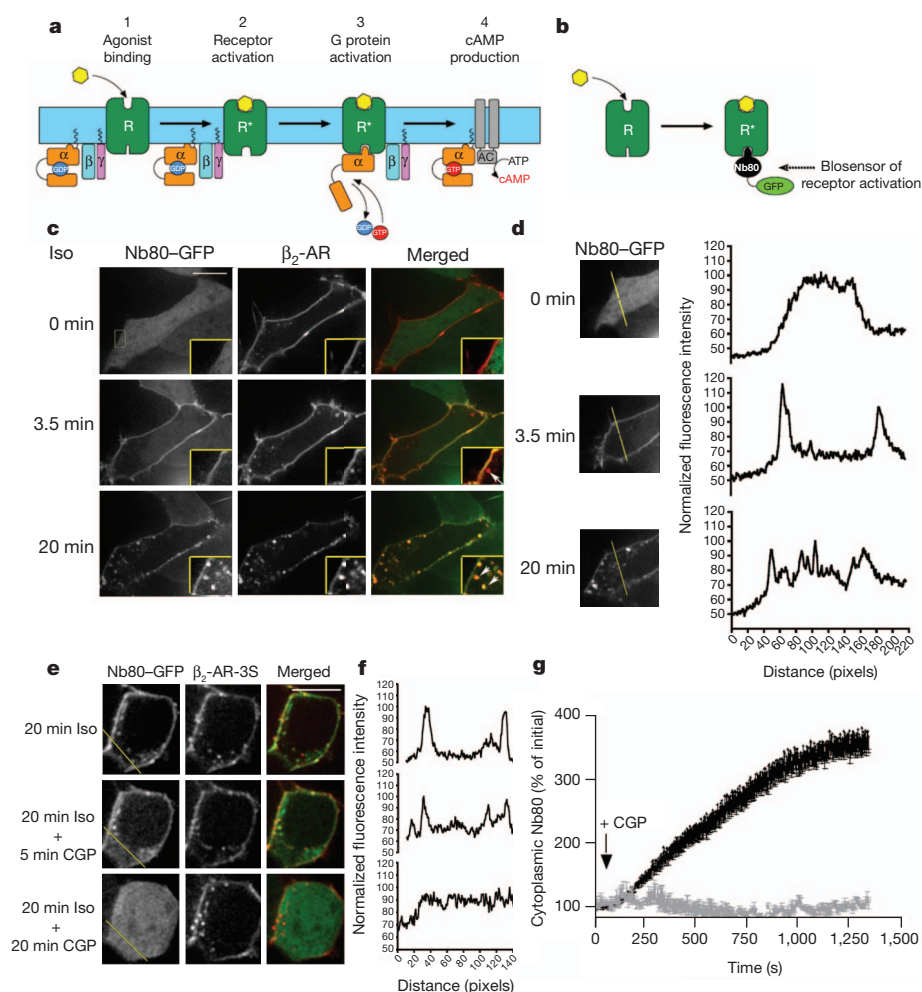 a
1
Agonist
binding
2
Receptor
activation
3
G protein
activation
4
cAMP
production
R
R*
R*
R*
α
GDP
β
γ
α
GDP
β
γ
α
β
γ
GDP
GTP
α
GTP
AC
ATP
cAMP
b
R
R*
Nb80
GFP
Biosensor
of receptor activation
c
Iso
Nb80–GFP
β2-AR
Merged
0 min
3.5 min
20 min
d
Nb80–GFP
0 min
3.5 min
20 min
Normalized fluorescence intensity
120
110
100
90
80
70
60
50
120
110
100
90
80
70
60
50
120
110
100
90
80
70
60
50
0 20 40 60 80 100 120 140 160 180 200 220
Distance (pixels)
e
Nb80–GFP
β2-AR-3S
Merged
20 min Iso
20 min Iso
+
5 min CGP
20 min Iso
+
20 min CGP
f
Normalized fluorescence intensity
120
110
100
90
80
70
60
50
120
110
100
90
80
70
60
50
120
110
100
90
80
70
60
50
0 20 40 60 80 100 120 140
Distance (pixels)
g
Cytoplasmic Nb80 (% of initial)
400
300
200
100
+ CGP
0 250 500 750 1,000 1,250 1,500
Time (s)